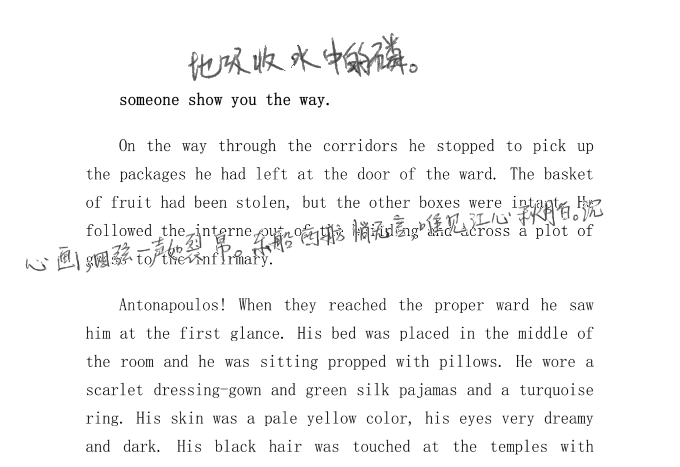 地吸收水中的磷。
someone show you the way.
On the way through the corridors he stopped to pick up
the packages he had left at the door of the ward. The basket
of fruit had been stolen, but the other boxes were intact. He
followed the interne out of the building and across a plot of
心画,四弦一声如裂帛。东船西舫悄无言,唯见江心秋月白。沉
grass to the infirmary.
Antonapoulos! When they reached the proper ward he saw
him at the first glance. His bed was placed in the middle of
the room and he was sitting propped with pillows. He wore a
scarlet dressing-gown and green silk pajamas and a turquoise
ring. His skin was a pale yellow color, his eyes very dreamy
and dark. His black hair was touched at the temples with